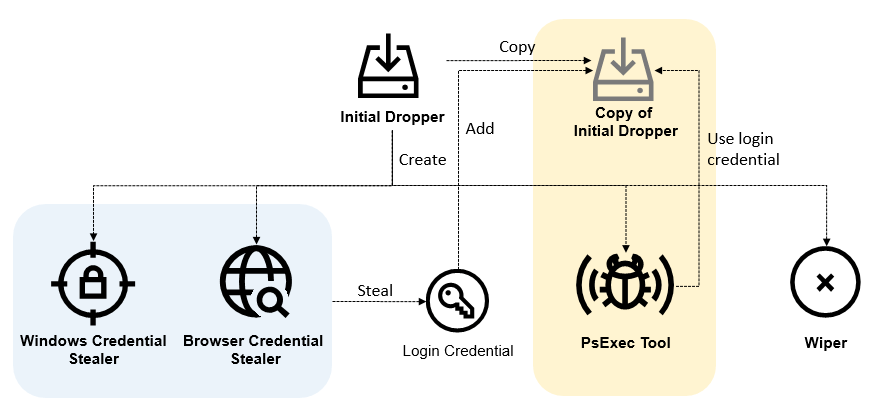 Copy
Initial Dropper
Copy of
Initial Dropper
Add
Create
Use login
credential
Steal
Windows Credential
Stealer
Browser Credential
Stealer
Login Credential
PsExec Tool
Wiper